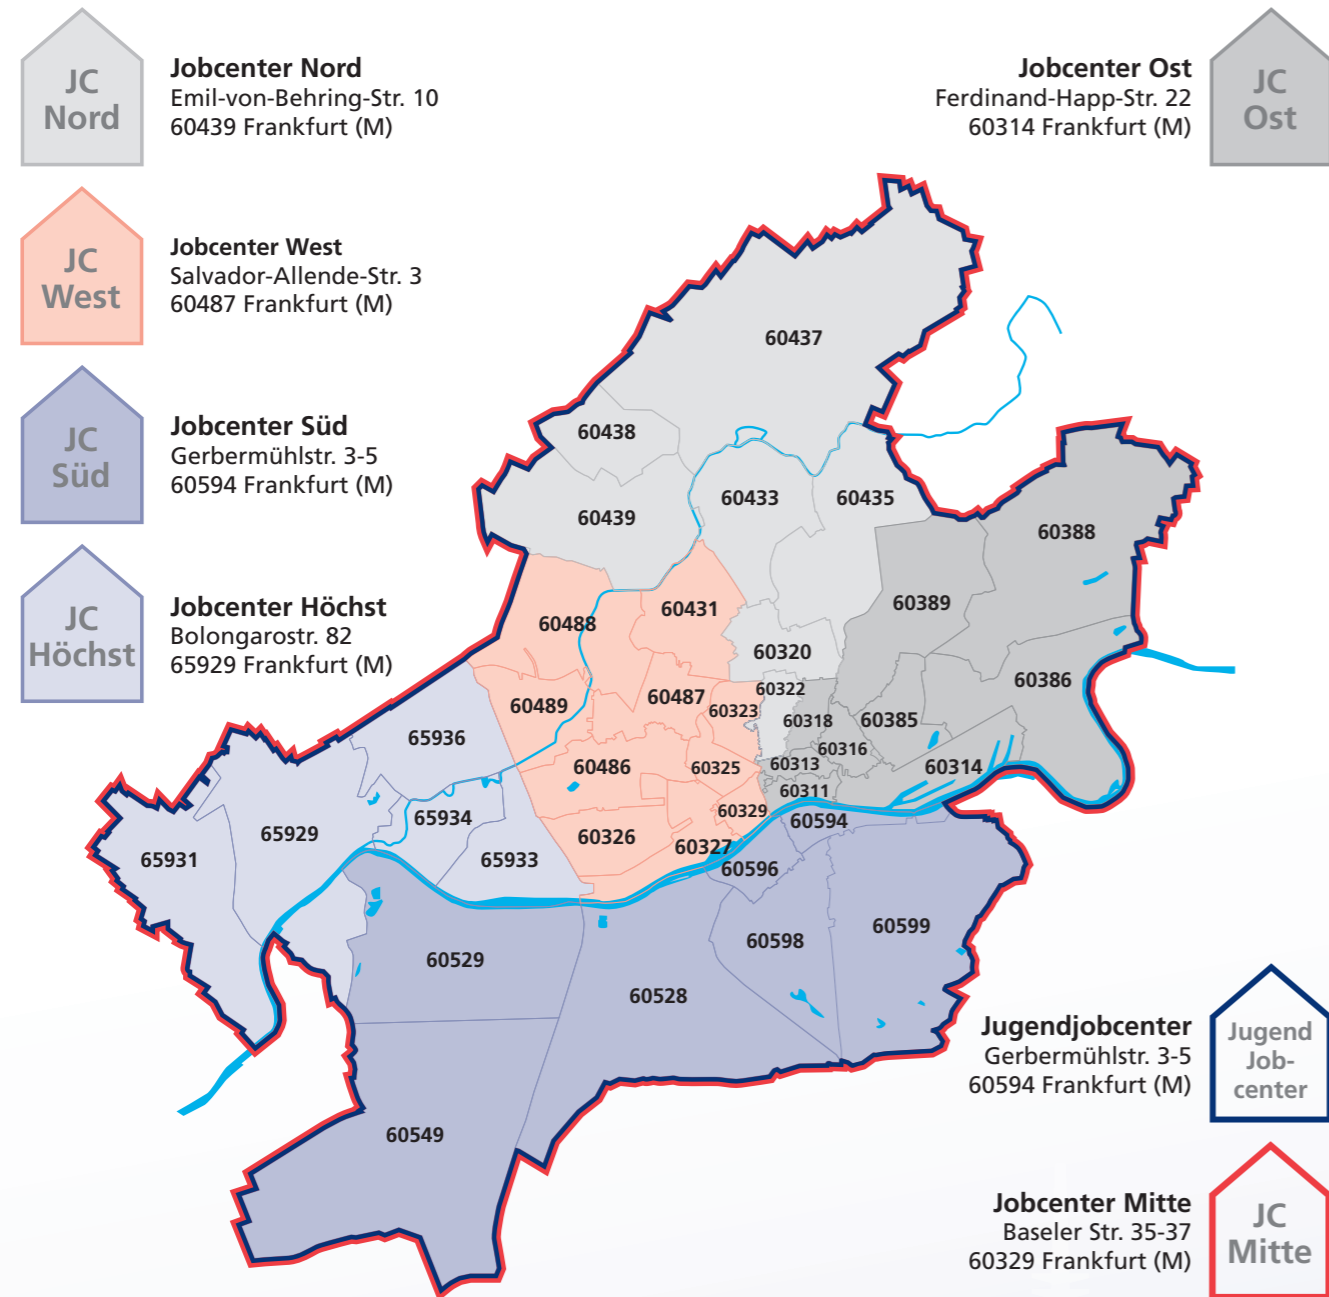 JC
Nord
Jobcenter Nord
Emil-von-Behring-Str. 10
60439 Frankfurt (M)
Jobcenter Ost
Ferdinand-Happ-Str. 22
60314 Frankfurt (M)
JC
Ost
JC
West
Jobcenter West
Salvador-Allende-Str. 3
60487 Frankfurt (M)
JC
Süd
Jobcenter Süd
Gerbermühlstr. 3-5
60594 Frankfurt (M)
JC
Höchst
Jobcenter Höchst
Bolongarostr. 82
65929 Frankfurt (M)
60437
60438
60439
60433
60435
60388
60389
60431
60488
60320
60386
60322
60487
60489
60323
60318
60385
65936
60316
60313
60325
60486
60314
60311
60329
65934
60594
65929
60326
60327
65931
65933
60596
60599
60598
60529
60528
60549
Jugendjobcenter
Gerbermühlstr. 3-5
60594 Frankfurt (M)
Jugend
Job-
center
Jobcenter Mitte
Baseler Str. 35-37
60329 Frankfurt (M)
JC
Mitte